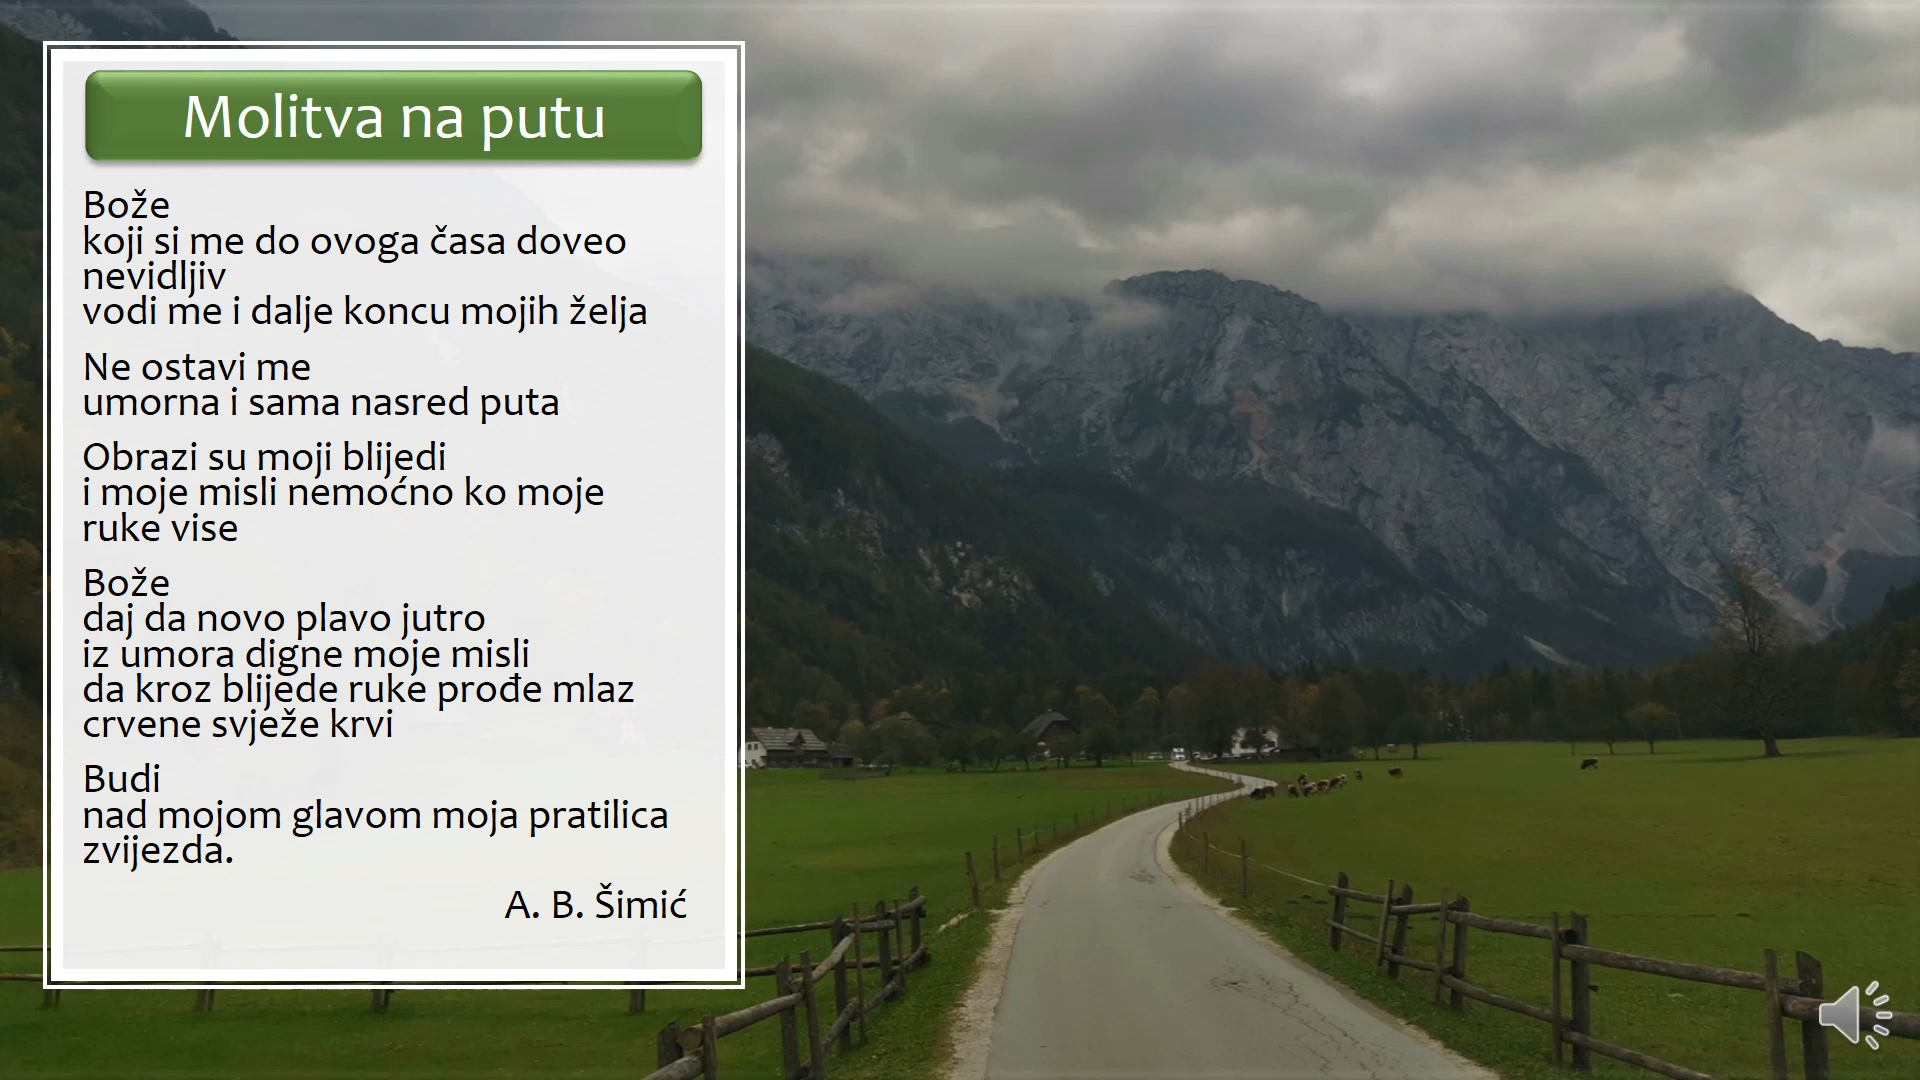 Molitva na putu
Bože
koji si me do ovoga časa doveo
nevidljiv
vodi me i dalje koncu mojih želja
Ne ostavi me
umorna i sama nasred puta
Obrazi su moji blijedi
i moje misli nemoćno ko moje
ruke vise
Bože
daj da novo plavo jutro
iz umora digne moje misli
da kroz blijede ruke prođe mlaz
crvene svježe krvi
Budi
nad mojom glavom moja pratilica
zvijezda.
A. B. Šimić